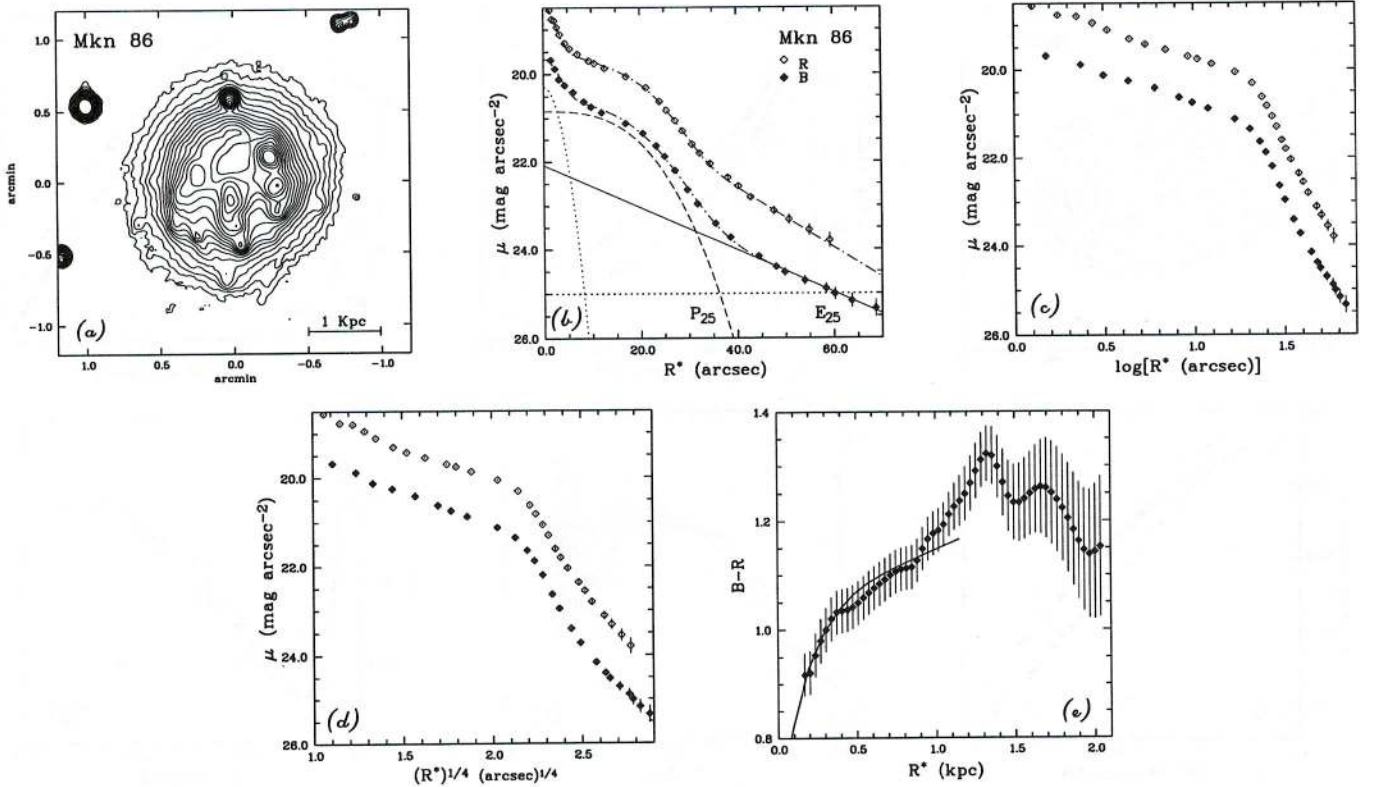 Mkn 86
1.0
0.5
0.0
−0.5
−1.0
arcmin
(a)
1 Kpc
1.0
0.5
0.0
−0.5
−1.0
arcmin
Mkn 86
R
B
20.0
22.0
24.0
26.0
μ (mag arcsec−2)
(b)
P25
E25
0.0
20.0
40.0
60.0
R* (arcsec)
20.0
22.0
24.0
26.0
μ (mag arcsec−2)
(c)
0.0
0.5
1.0
1.5
log[R* (arcsec)]
20.0
22.0
24.0
26.0
μ (mag arcsec−2)
(d)
1.0
1.5
2.0
2.5
(R*)1/4 (arcsec)1/4
1.4
1.2
1.0
0.8
B−R
(e)
0.0
0.5
1.0
1.5
2.0
R* (kpc)